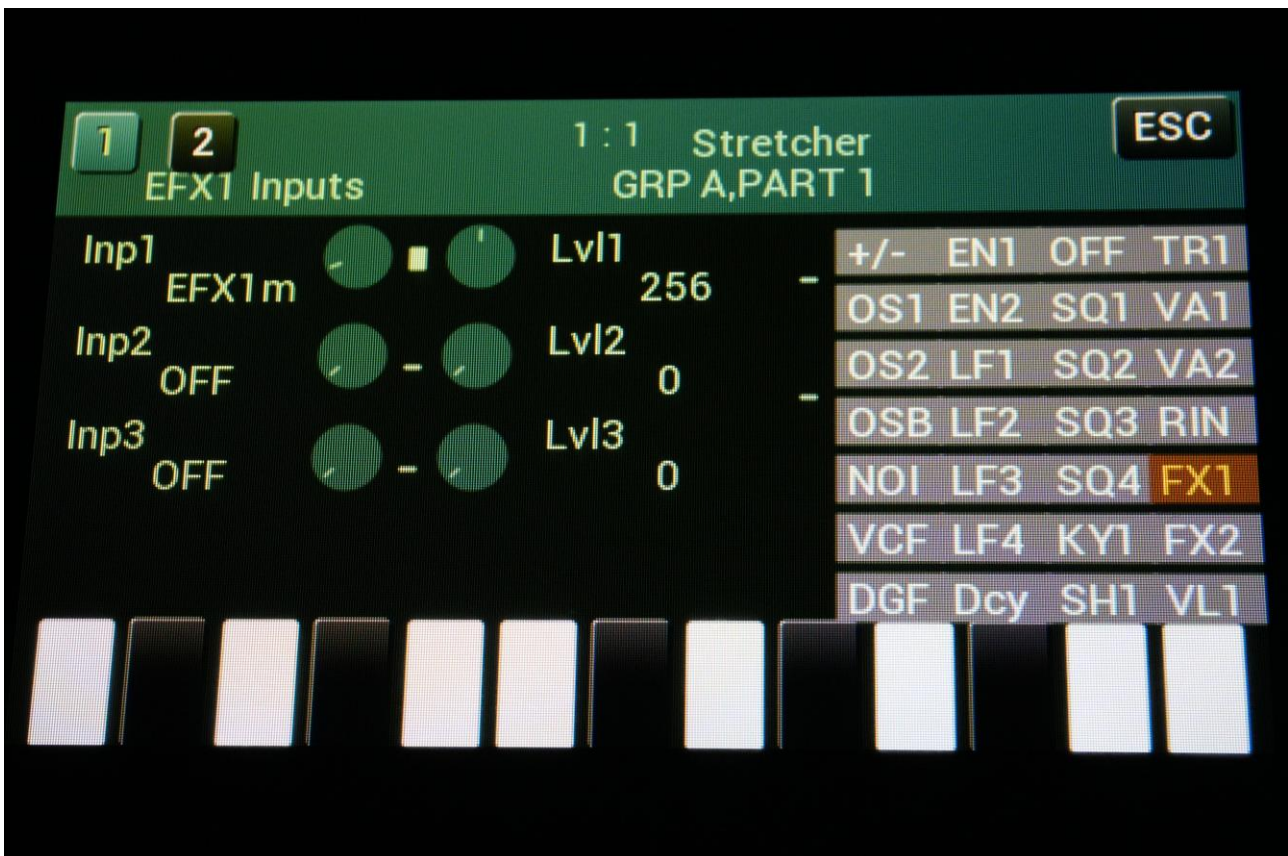 1 2 1 : 1 Stretcher ESC
EFX1 Inputs GRP A,PART 1
Inp1 Lvl1
EFX1m 256
Inp2 Lvl2
OFF 0
Inp3 Lvl3
OFF 0
+/- EN1 OFF TR1
OS1 EN2 SQ1 VA1
OS2 LF1 SQ2 VA2
OSB LF2 SQ3 RIN
NOI LF3 SQ4 FX1
VCF LF4 KY1 FX2
DGF Dcy SH1 VL1